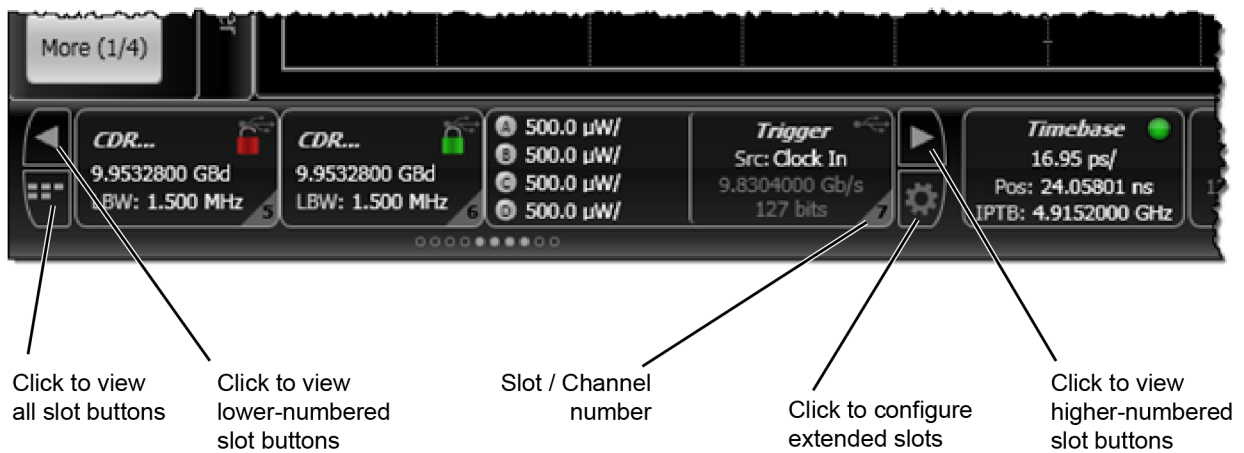 More (1/4)
CDR...
9.9532800 GBd
LBW: 1.500 MHz
5
CDR...
9.9532800 GBd
LBW: 1.500 MHz
6
A 500.0 µW/
B 500.0 µW/
C 500.0 µW/
D 500.0 µW/
Trigger
Src: Clock In
9.8304000 Gb/s
127 bits
7
Timebase
16.95 ps/
Pos: 24.05801 ns
IPTB: 4.9152000 GHz
Click to view
all slot buttons
Click to view
lower-numbered
slot buttons
Slot / Channel
number
Click to configure
extended slots
Click to view
higher-numbered
slot buttons